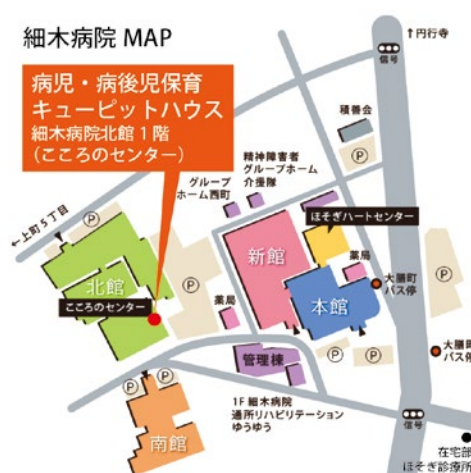 細木病院 MAP
↑円行寺
信号
病児・病後児保育
キューピットハウス
細木病院北館1階
(こころのセンター)
積善会
P
精神障害者
グループホーム
介援隊
グループ
ホーム西町
ほそぎハートセンター
←上町5丁目
P
新館
薬局
P
北館
P
大膳町
バス停
こころのセンター
薬局
本館
管理棟
P
P
大膳町
バス停
P
P
1F 細木病院
通所リハビリテーション
ゆうゆう
信号
南館
在宅部
ほそぎ診療所